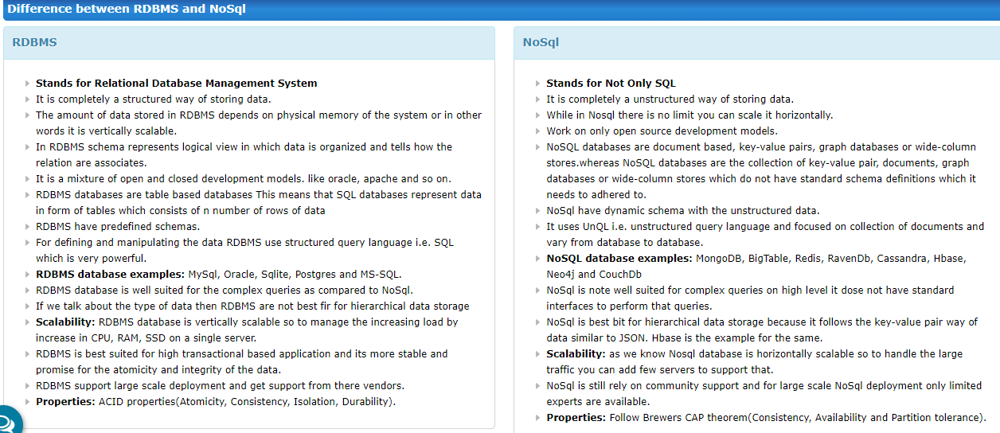 Difference between RDBMS and NoSql
RDBMS
Stands for Relational Database Management System
It is completely a structured way of storing data.
The amount of data stored in RDBMS depends on physical memory of the system or in other
words it is vertically scalable.
In RDBMS schema represents logical view in which data is organized and tells how the
relation are associates.
It is a mixture of open and closed development models. like oracle, apache and so on.
RDBMS databases are table based databases This means that SQL databases represent data
in form of tables which consists of n number of rows of data
RDBMS have predefined schemas.
For defining and manipulating the data RDBMS use structured query language i.e. SQL
which is very powerful.
RDBMS database examples: MySql, Oracle, Sqlite, Postgres and MS-SQL.
RDBMS database is well suited for the complex queries as compared to NoSql.
If we talk about the type of data then RDBMS are not best fir for hierarchical data storage
Scalability: RDBMS database is vertically scalable so to manage the increasing load by
increase in CPU, RAM, SSD on a single server.
RDBMS is best suited for high transactional based application and its more stable and
promise for the atomicity and integrity of the data.
RDBMS support large scale deployment and get support from there vendors.
Properties: ACID properties(Atomicity, Consistency, Isolation, Durability).
NoSql
Stands for Not Only SQL
It is completely a unstructured way of storing data.
While in Nosql there is no limit you can scale it horizontally.
Work on only open source development models.
NoSQL databases are document based, key-value pairs, graph databases or wide-column
stores.whereas NoSQL databases are the collection of key-value pair, documents, graph
databases or wide-column stores which do not have standard schema definitions which it
needs to adhered to.
NoSql have dynamic schema with the unstructured data.
It uses UnQL i.e. unstructured query language and focused on collection of documents and
vary from database to database.
NoSQL database examples: MongoDB, BigTable, Redis, RavenDb, Cassandra, Hbase,
Neo4j and CouchDb
NoSql is note well suited for complex queries on high level it dose not have standard
interfaces to perform that queries.
NoSql is best bit for hierarchical data storage because it follows the key-value pair way of
data similar to JSON. Hbase is the example for the same.
Scalability: as we know Nosql database is horizontally scalable so to handle the large
traffic you can add few servers to support that.
NoSql is still rely on community support and for large scale NoSql deployment only limited
experts are available.
Properties: Follow Brewers CAP theorem(Consistency, Availability and Partition tolerance).